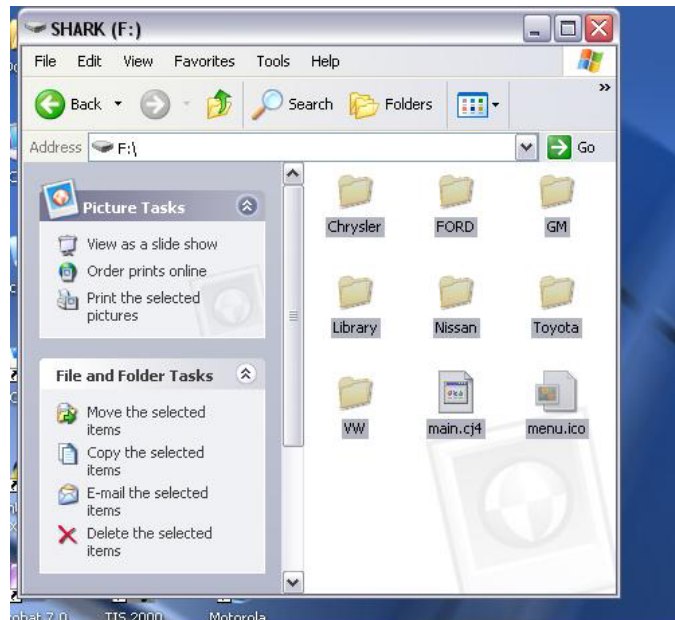 SHARK (F:)
File Edit View Favorites Tools Help
Back Search Folders »
Address F:\ Go
Picture Tasks
View as a slide show
Order prints online
Print the selected
pictures
File and Folder Tasks
Move the selected
items
Copy the selected
items
E-mail the selected
items
Delete the selected
items
Chrysler FORD GM
Library Nissan Toyota
VW main.cj4 menu.ico
TIS 2000 Motorola